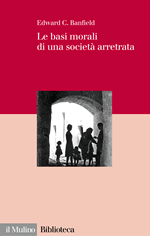 Edward C. Banfield
Le basi morali
di una società arretrata
il Mulino
Biblioteca